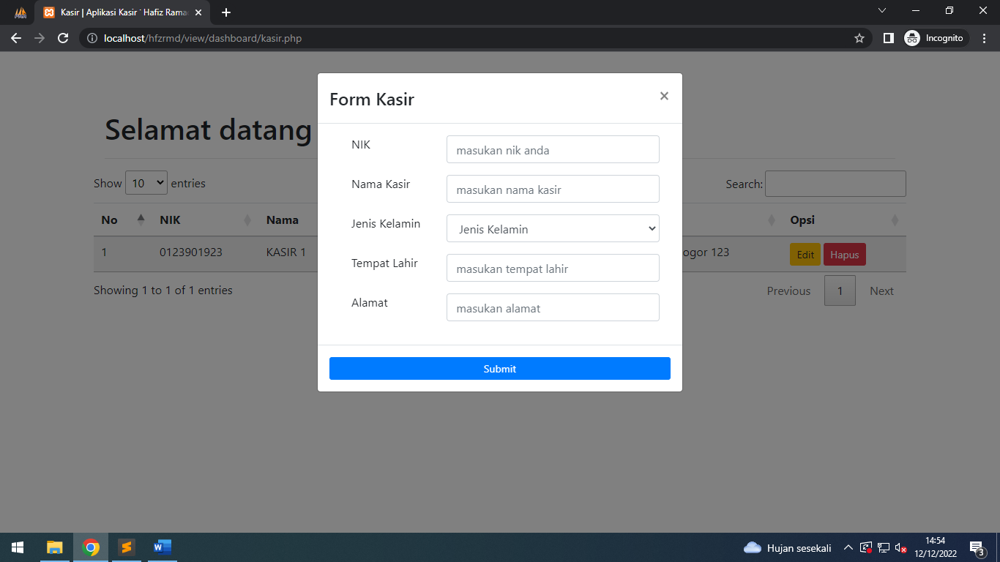 Kasir | Aplikasi Kasir ~ Hafiz Rama
localhost/hfzrmd/view/dashboard/kasir.php
Incognito
Form Kasir
×
Selamat datang
NIK
masukan nik anda
Nama Kasir
masukan nama kasir
Jenis Kelamin
Jenis Kelamin
Tempat Lahir
masukan tempat lahir
Alamat
masukan alamat
Submit
Show 10 entries
Search:
No NIK Nama Opsi
1 0123901923 KASIR 1 ogor 123 Edit Hapus
Showing 1 to 1 of 1 entries
Previous 1 Next
Hujan sesekali
14:54
12/12/2022
3